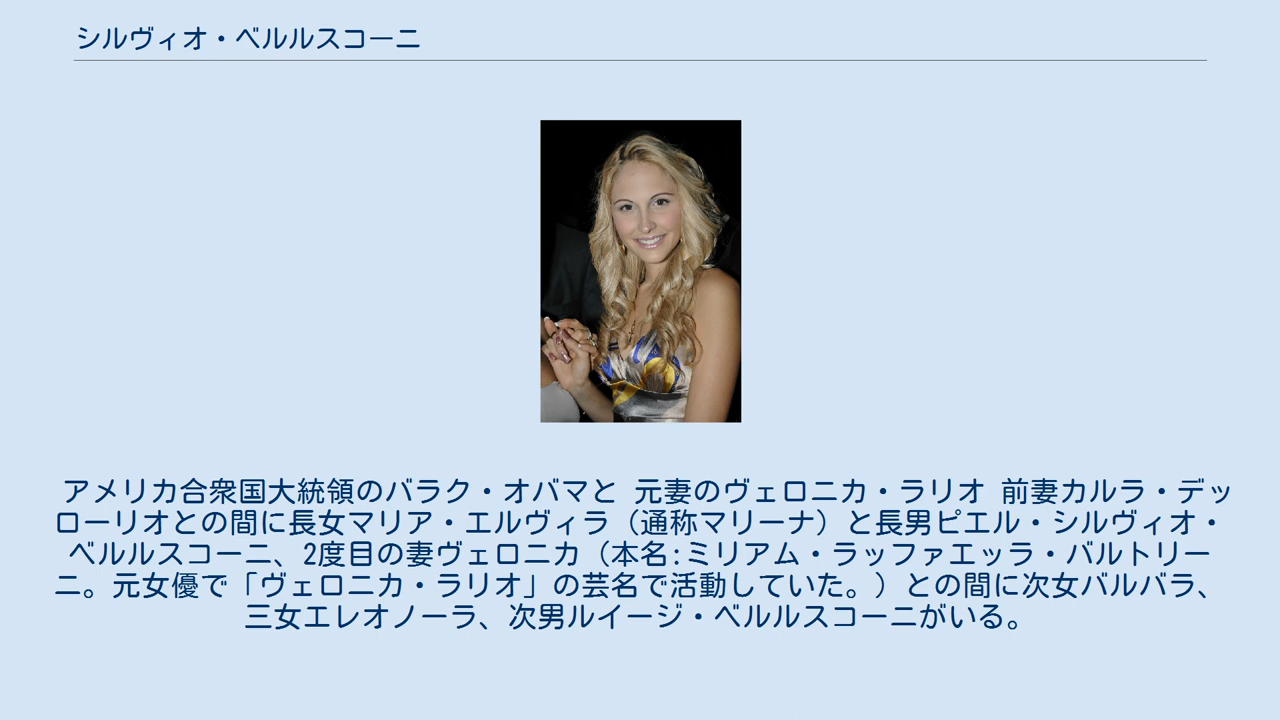 シルヴィオ・ベルルスコーニ
アメリカ合衆国大統領のバラク・オバマと 元妻のヴェロニカ・ラリオ 前妻カルラ・デッ
ローリオとの間に長女マリア・エルヴィラ（通称マリーナ）と長男ピエル・シルヴィオ・
ベルルスコーニ、2度目の妻ヴェロニカ（本名:ミリアム・ラッファエッラ・バルトリー
ニ。元女優で「ヴェロニカ・ラリオ」の芸名で活動していた。）との間に次女バルバラ、
三女エレオノーラ、次男ルイージ・ベルルスコーニがいる。